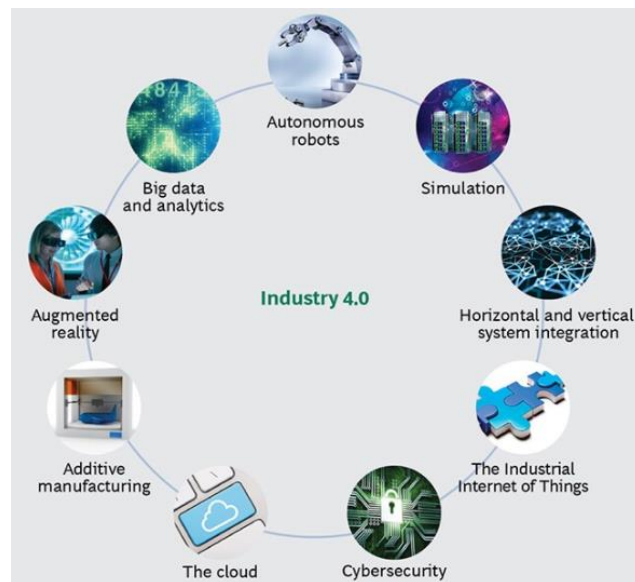 Autonomous
robots
Simulation
Horizontal and vertical
system integration
The Industrial
Internet of Things
Cybersecurity
The cloud
Additive
manufacturing
Augmented
reality
Big data
and analytics
Industry 4.0